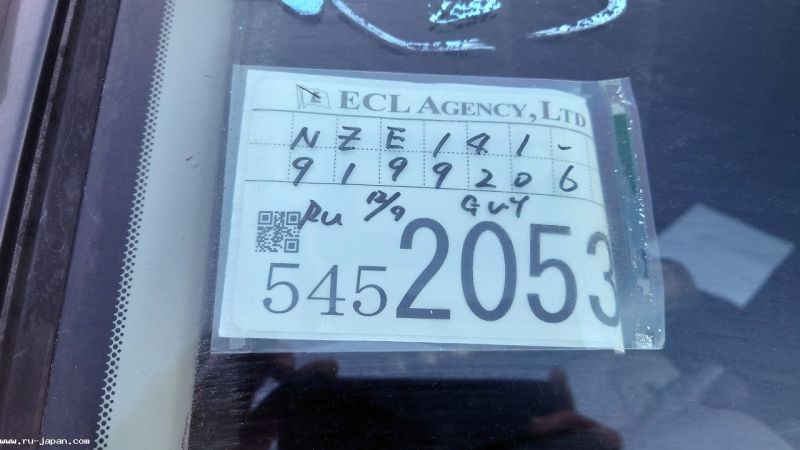 ECL AGENCY, LTD
NZE141-
9199206
RU 12/9 GUY
5452053
www.ru-japan.com